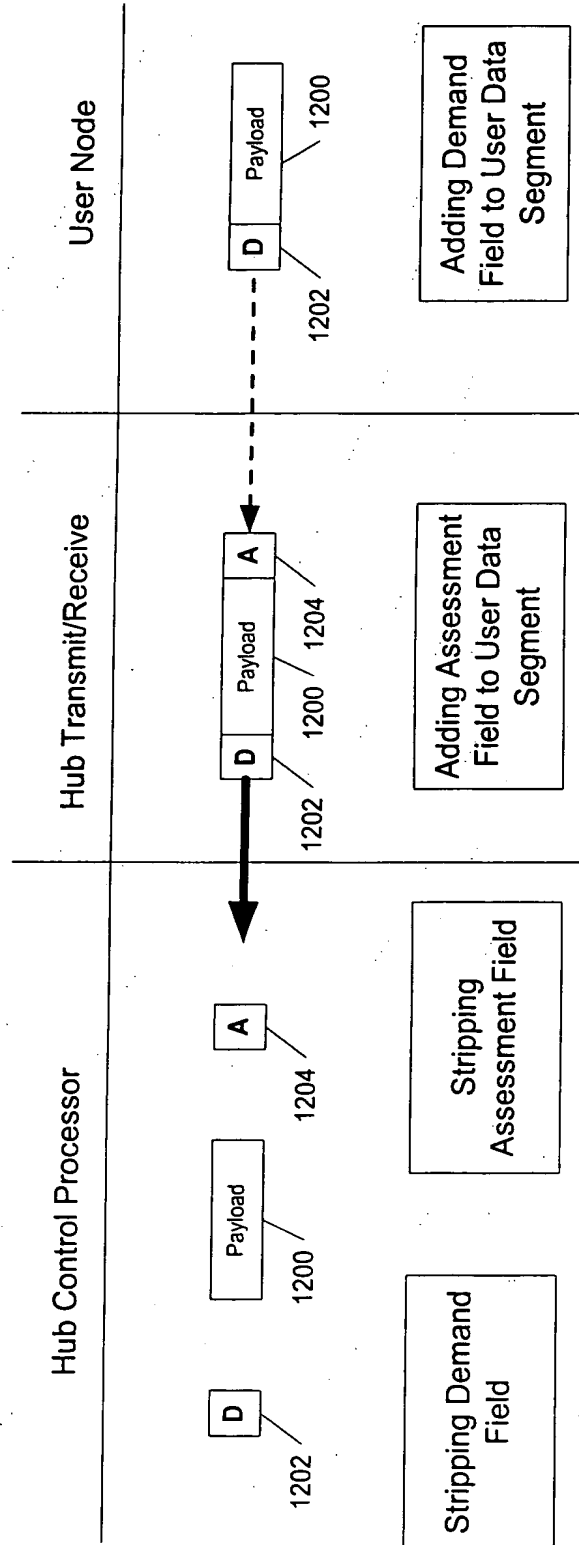 Hub Control Processor
Hub Transmit/Receive
User Node
D
1202
Payload
1200
A
1204
D
1202
Payload
1200
A
1204
D
1202
Payload
1200
Stripping Demand
Field
Stripping
Assessment Field
Adding Assessment
Field to User Data
Segment
Adding Demand
Field to User Data
Segment